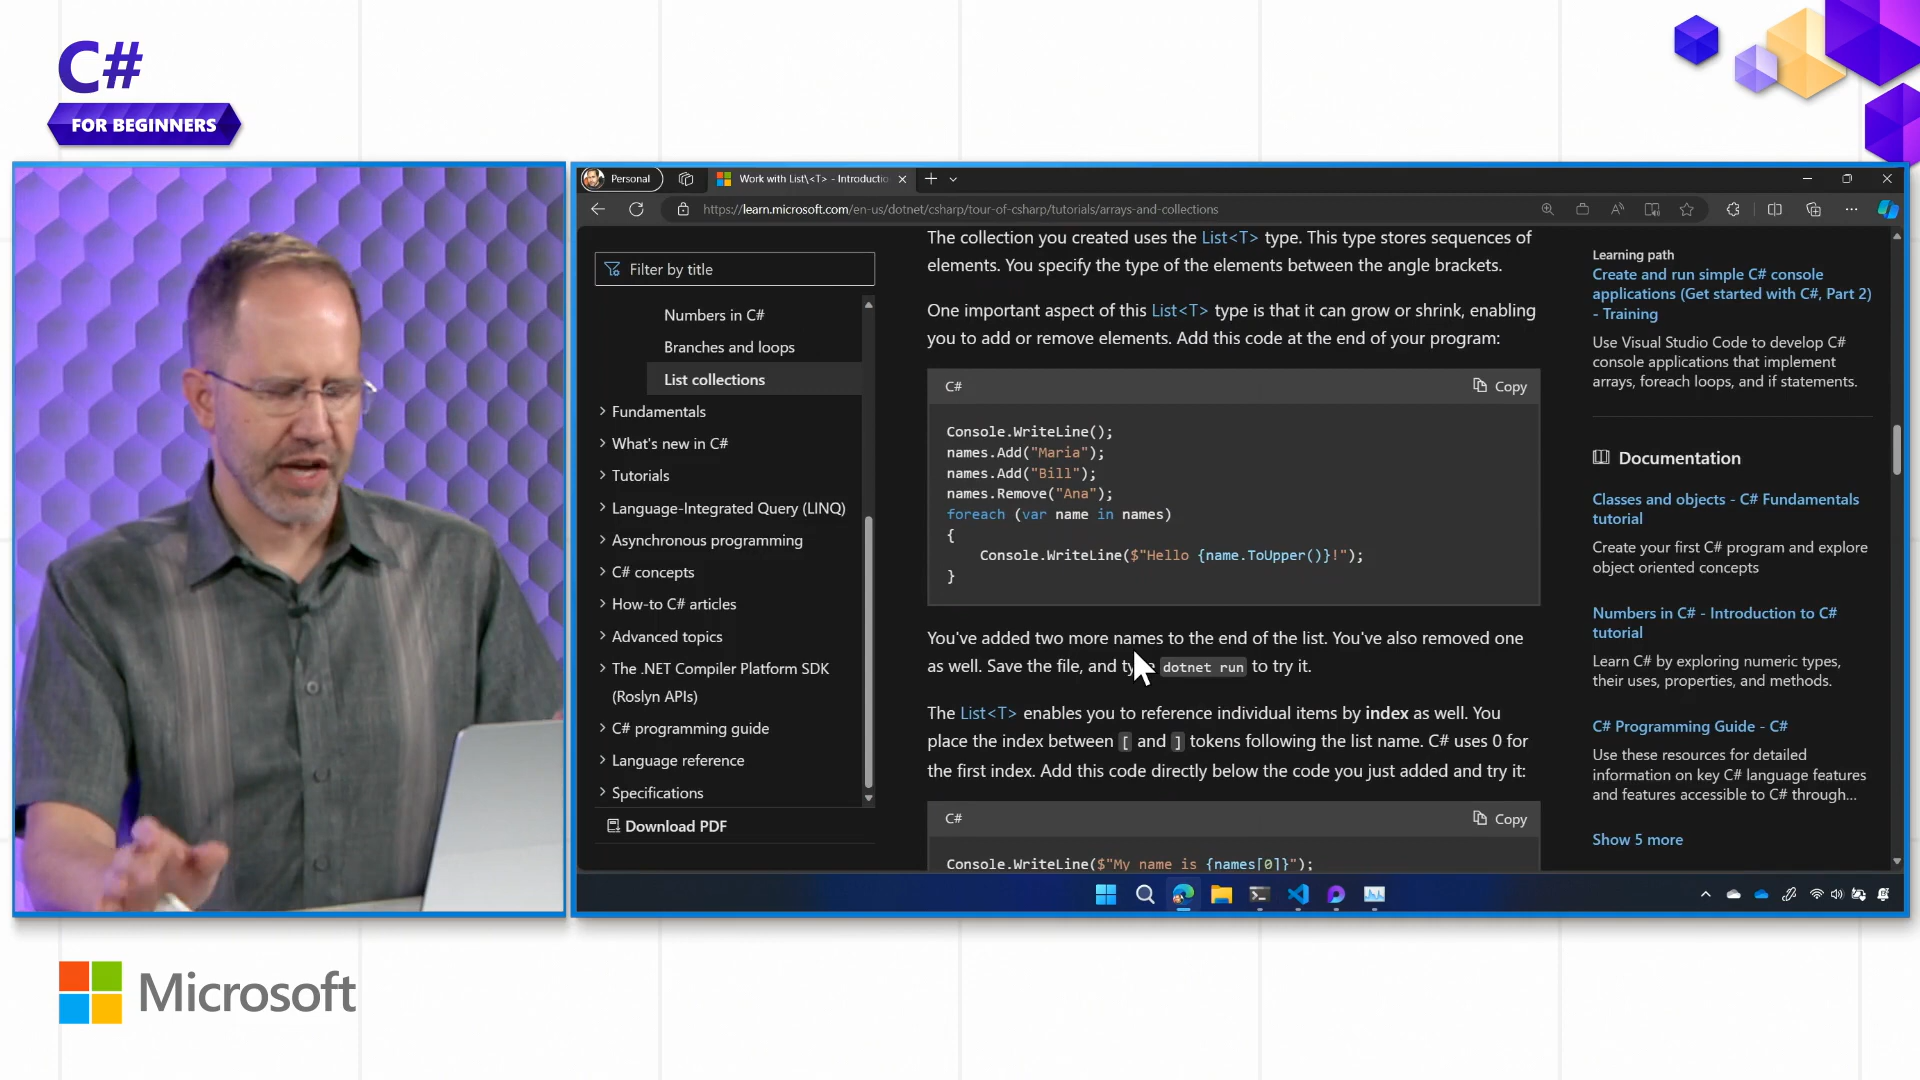 C#
FOR BEGINNERS
Personal
Work with List\<T> - Introductio
https://learn.microsoft.com/en-us/dotnet/csharp/tour-of-csharp/tutorials/arrays-and-collections
Filter by title
Numbers in C#
Branches and loops
List collections
Fundamentals
What's new in C#
Tutorials
Language-Integrated Query (LINQ)
Asynchronous programming
C# concepts
How-to C# articles
Advanced topics
The .NET Compiler Platform SDK
(Roslyn APIs)
C# programming guide
Language reference
Specifications
Download PDF
The collection you created uses the List<T> type. This type stores sequences of
elements. You specify the type of the elements between the angle brackets.
One important aspect of this List<T> type is that it can grow or shrink, enabling
you to add or remove elements. Add this code at the end of your program:
C#
Copy
Console.WriteLine();
names.Add("Maria");
names.Add("Bill");
names.Remove("Ana");
foreach (var name in names)
{
Console.WriteLine($"Hello {name.ToUpper()}!");
}
You've added two more names to the end of the list. You've also removed one
as well. Save the file, and type dotnet run to try it.
The List<T> enables you to reference individual items by index as well. You
place the index between [ and ] tokens following the list name. C# uses 0 for
the first index. Add this code directly below the code you just added and try it:
C#
Copy
Console.WriteLine($"My name is {names[0]}");
Learning path
Create and run simple C# console
applications (Get started with C#, Part 2)
- Training
Use Visual Studio Code to develop C#
console applications that implement
arrays, foreach loops, and if statements.
Documentation
Classes and objects - C# Fundamentals
tutorial
Create your first C# program and explore
object oriented concepts
Numbers in C# - Introduction to C#
tutorial
Learn C# by exploring numeric types,
their uses, properties, and methods.
C# Programming Guide - C#
Use these resources for detailed
information on key C# language features
and features accessible to C# through...
Show 5 more
Microsoft